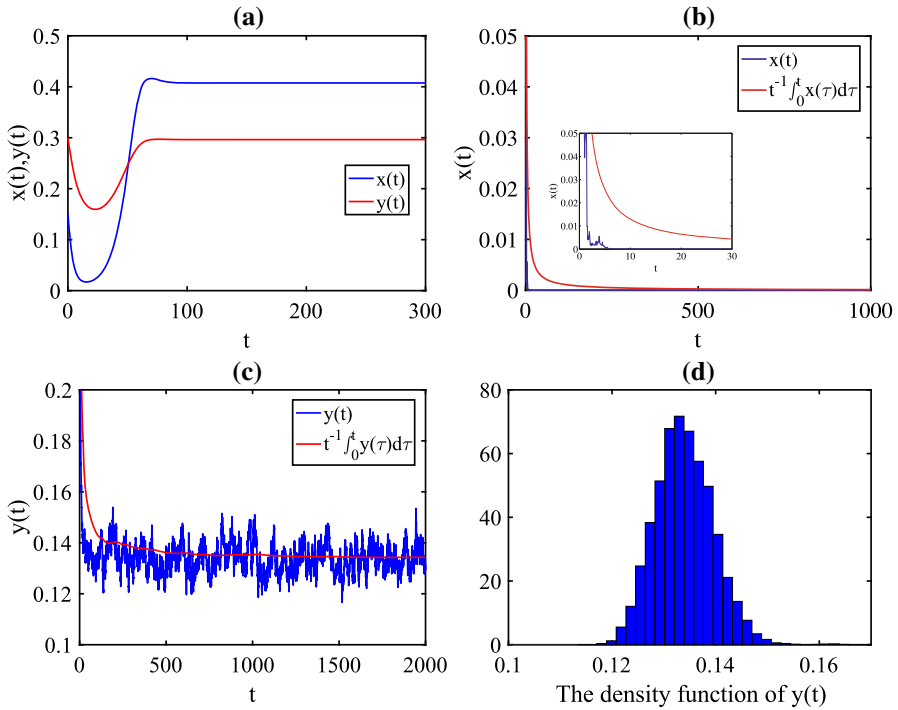 (a)
0.5
0.4
0.3
0.2
0.1
0
x(t),y(t)
x(t)
y(t)
0
100
200
300
t
(b)
0.05
0.04
0.03
0.02
0.01
0
x(t)
x(t)
t⁻¹∫₀ᵗx(τ)dτ
0.05
0.04
0.03
0.02
0.01
0
x(t)
0
10
20
30
t
0
500
1000
t
(c)
0.2
0.18
0.16
0.14
0.12
0.1
y(t)
y(t)
t⁻¹∫₀ᵗy(τ)dτ
0
500
1000
1500
2000
t
(d)
80
60
40
20
0
0.1
0.12
0.14
0.16
The density function of y(t)